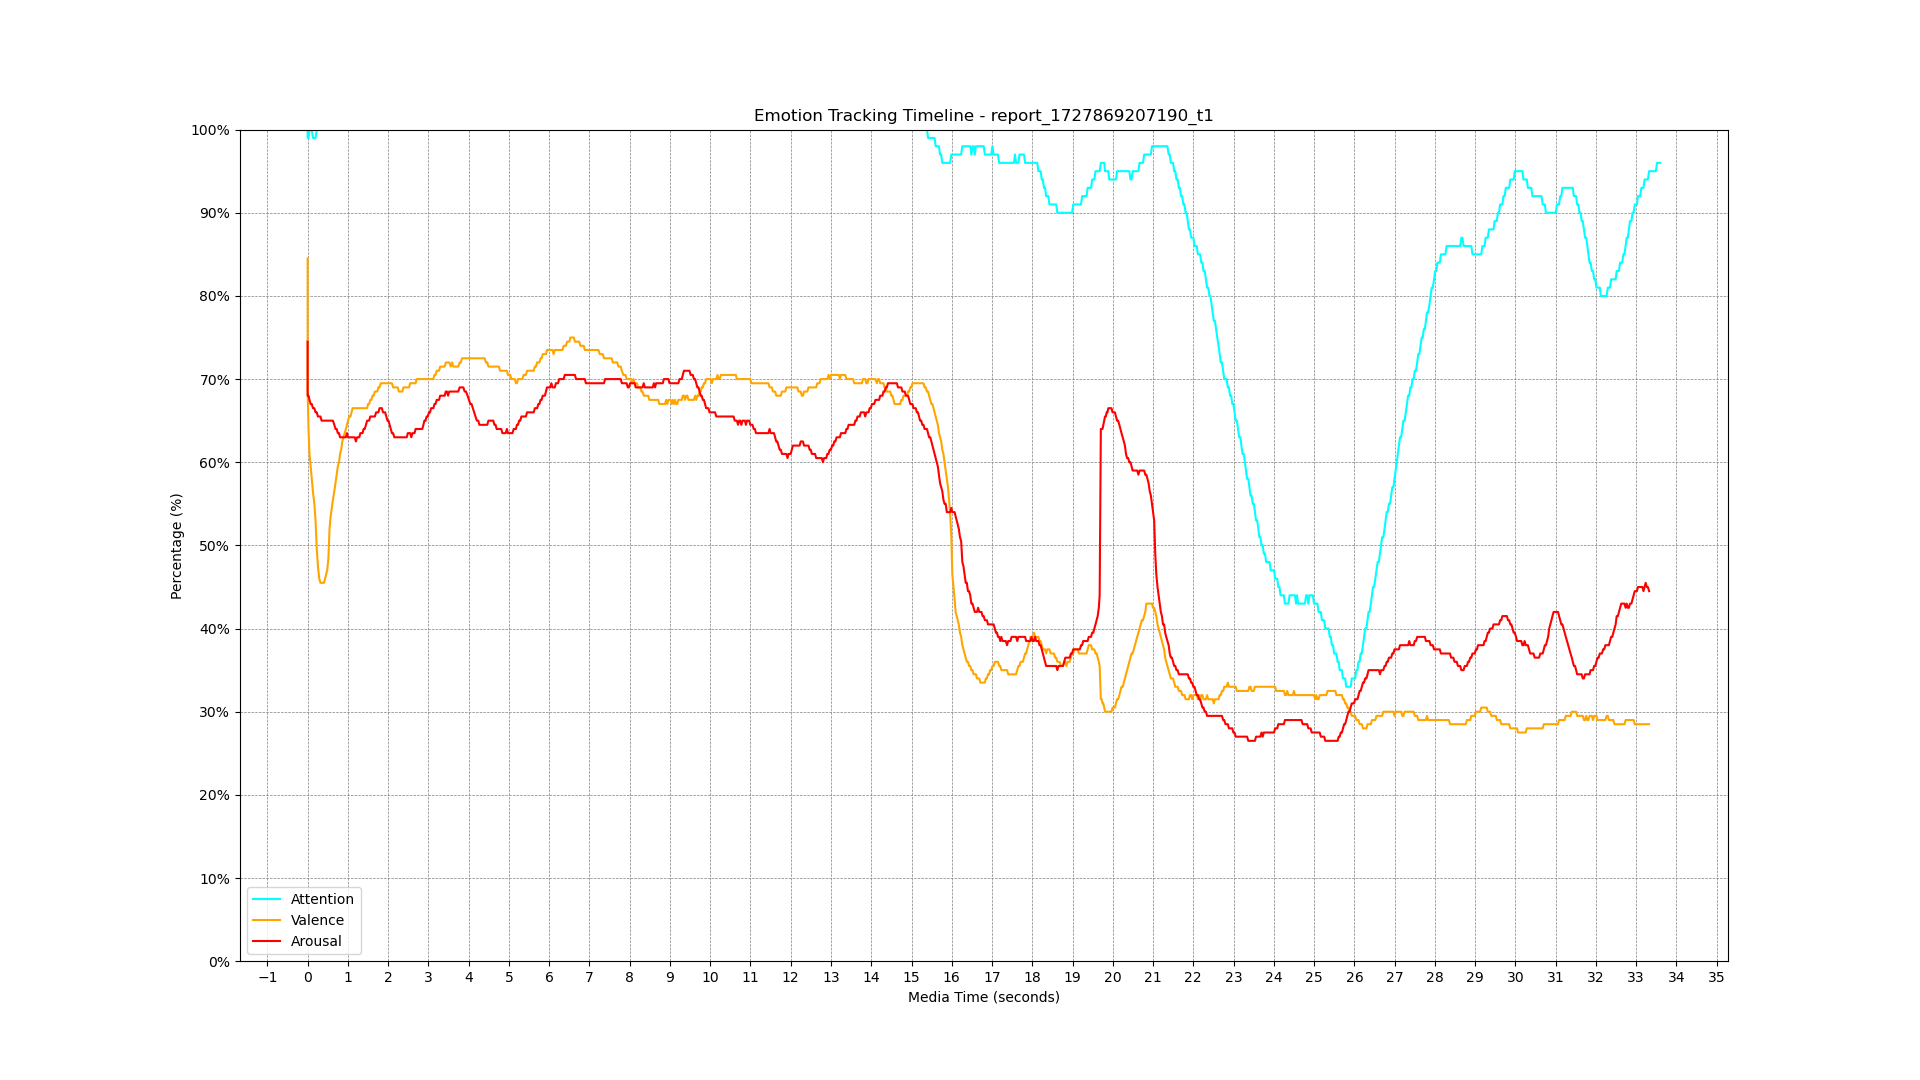 Emotion Tracking Timeline - report_1727869207190_t1
100%
90%
80%
70%
60%
50%
40%
30%
20%
10%
0%
Percentage (%)
Attention
Valence
Arousal
−1 0 1 2 3 4 5 6 7 8 9 10 11 12 13 14 15 16 17 18 19 20 21 22 23 24 25 26 27 28 29 30 31 32 33 34 35
Media Time (seconds)